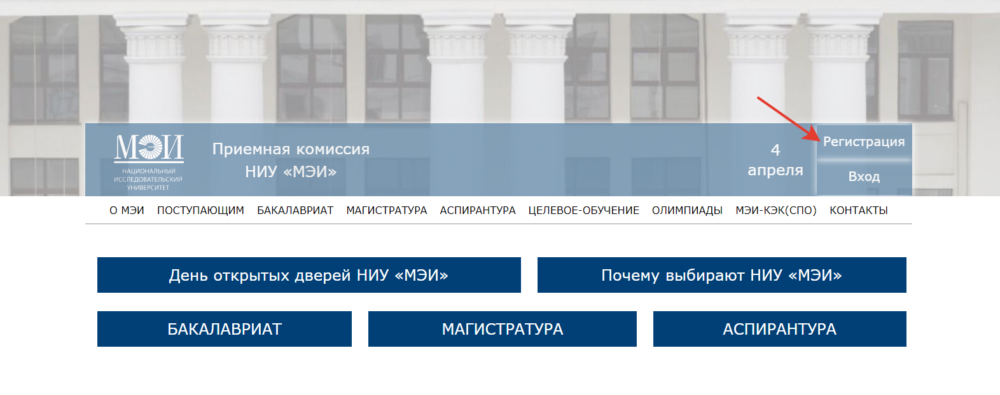 МЭИ
НАЦИОНАЛЬНЫЙ
ИССЛЕДОВАТЕЛЬСКИЙ
УНИВЕРСИТЕТ
Приемная комиссия
НИУ «МЭИ»
4
апреля
Регистрация
Вход
О МЭИ ПОСТУПАЮЩИМ БАКАЛАВРИАТ МАГИСТРАТУРА АСПИРАНТУРА ЦЕЛЕВОЕ-ОБУЧЕНИЕ ОЛИМПИАДЫ МЭИ-КЭК(СПО) КОНТАКТЫ
День открытых дверей НИУ «МЭИ»
Почему выбирают НИУ «МЭИ»
БАКАЛАВРИАТ
МАГИСТРАТУРА
АСПИРАНТУРА